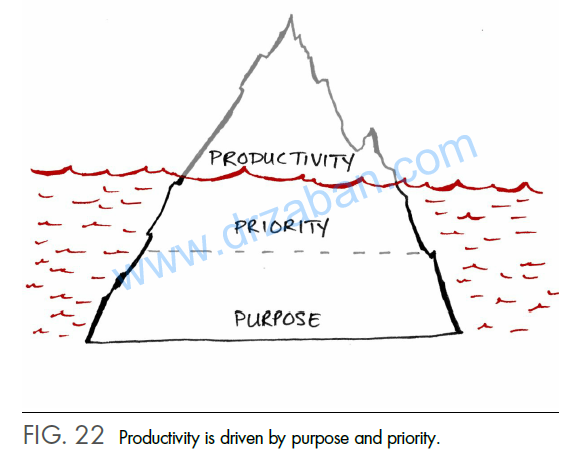 PRODUCTIVITY
PRIORITY
PURPOSE
www.drzaban.com
FIG. 22 Productivity is driven by purpose and priority.